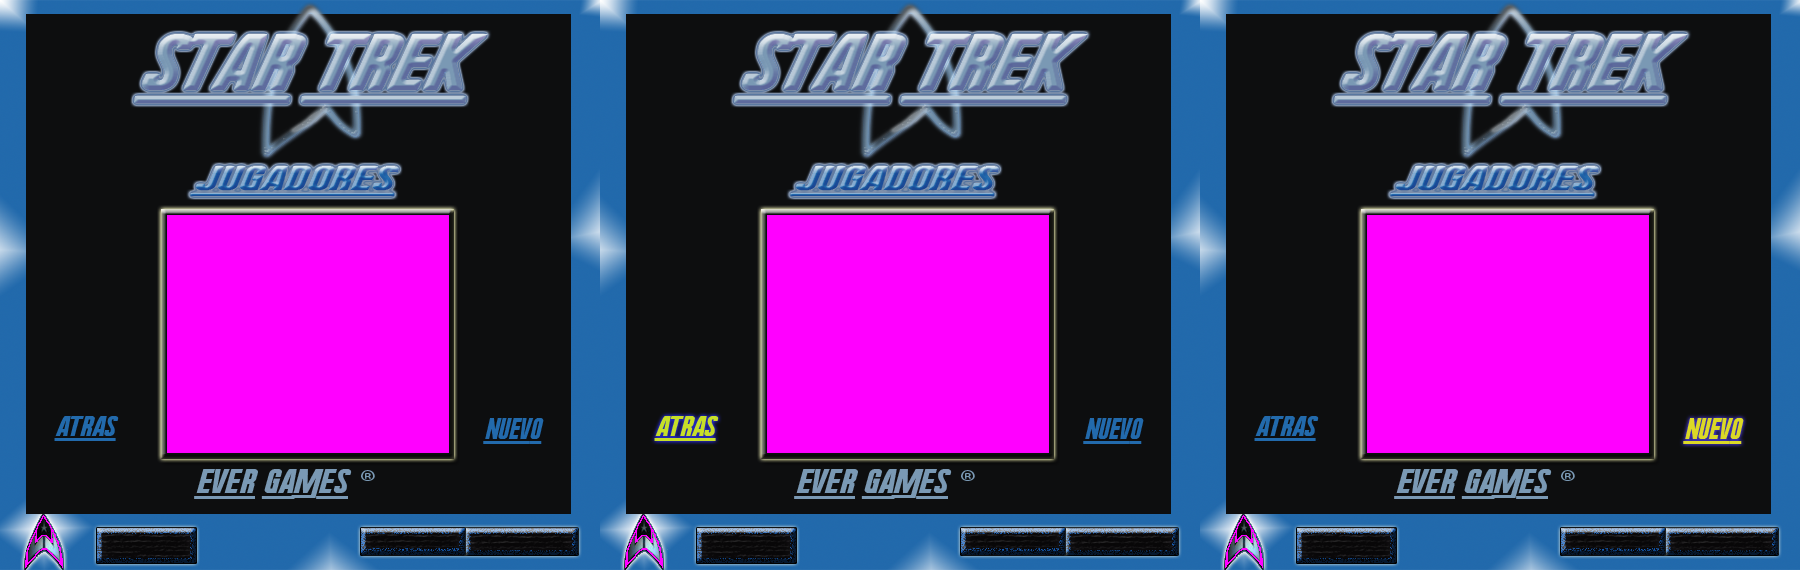 STAR TREK STAR TREK STAR TREK
JUGADORES JUGADORES JUGADORES
ATRAS NUEVO ATRAS NUEVO ATRAS NUEVO
EVER GAMES ® EVER GAMES ® EVER GAMES ®